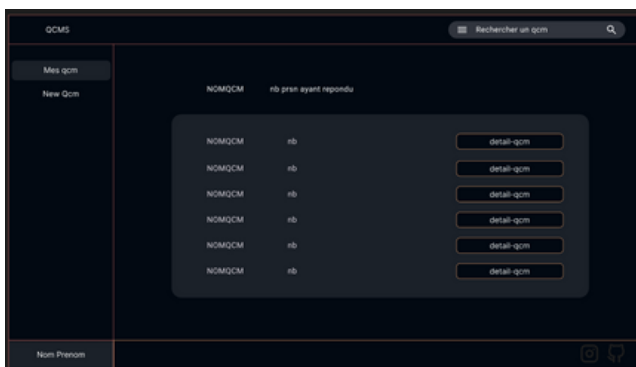 QCMS
Rechercher un qcm
Mes qcm
New Qcm
NOMQCM nb prsn ayant repondu
NOMQCM nb detail-qcm
NOMQCM nb detail-qcm
NOMQCM nb detail-qcm
NOMQCM nb detail-qcm
NOMQCM nb detail-qcm
NOMQCM nb detail-qcm
Nom Prenom